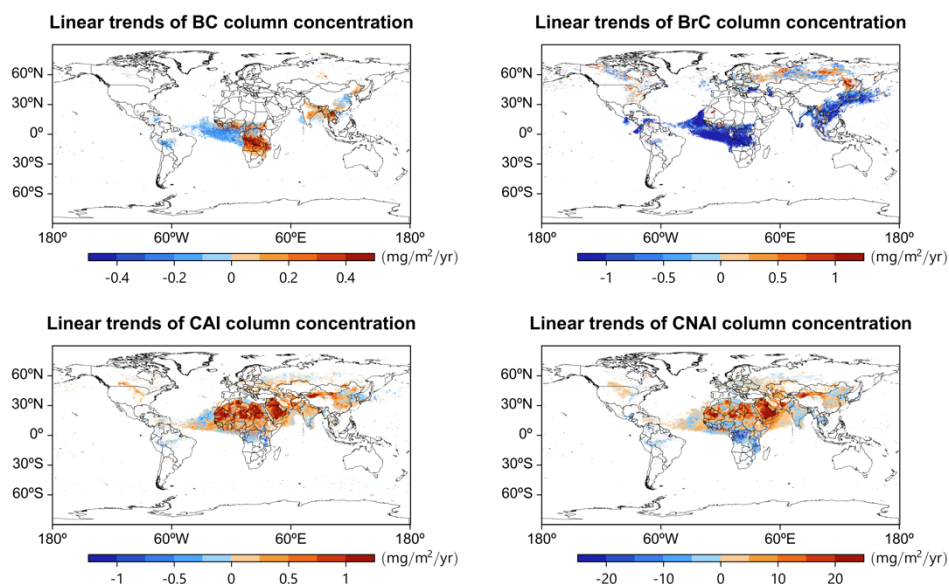 Linear trends of BC column concentration
Linear trends of BrC column concentration
60ºN
30ºN
0º
30ºS
60ºS
180º
60ºW
60ºE
180º
-0.4
-0.2
0
0.2
0.4
(mg/m²/yr)
60ºN
30ºN
0º
30ºS
60ºS
180º
60ºW
60ºE
180º
-1
-0.5
0
0.5
1
(mg/m²/yr)
Linear trends of CAI column concentration
Linear trends of CNAI column concentration
60ºN
30ºN
0º
30ºS
60ºS
180º
60ºW
60ºE
180º
-1
-0.5
0
0.5
1
(mg/m²/yr)
60ºN
30ºN
0º
30ºS
60ºS
180º
60ºW
60ºE
180º
-20
-10
0
10
20
(mg/m²/yr)